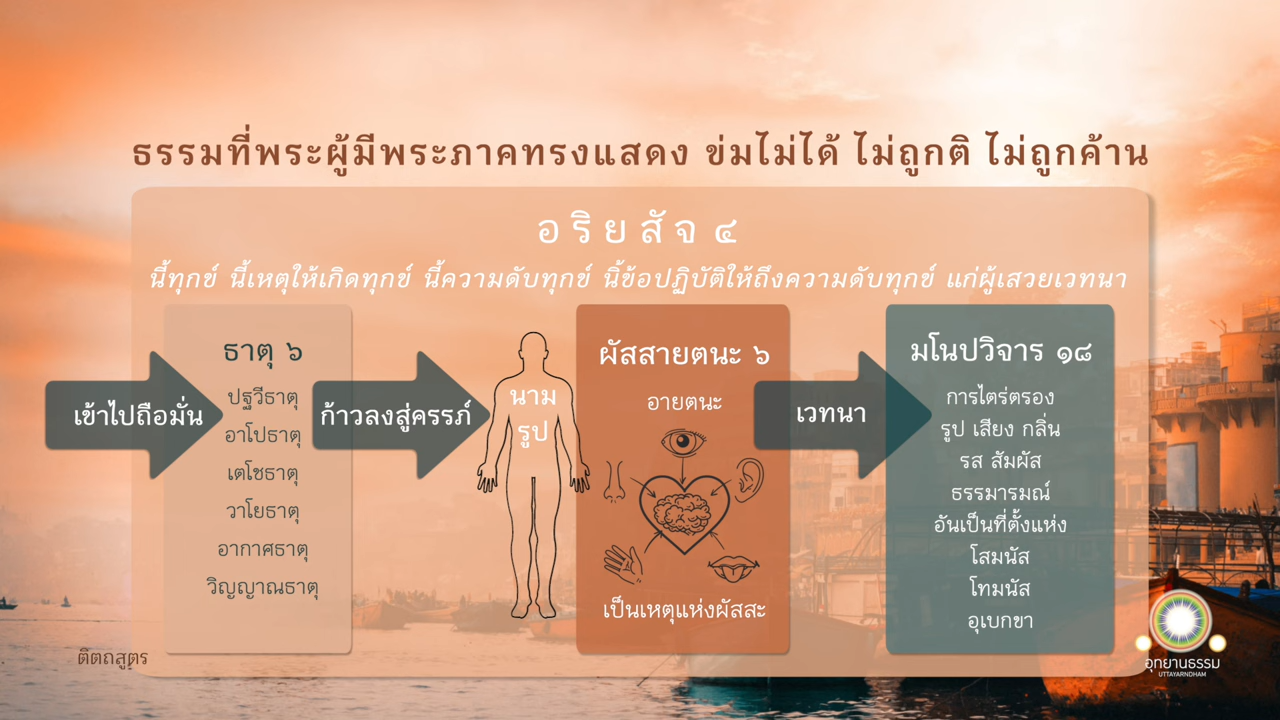 ธรรมที่พระผู้มีพระภาคทรงแสดง ข่มไม่ได้ ไม่ถูกติ ไม่ถูกค้าน
อริยสัจ ๔
นี้ทุกข์ นี้เหตุให้เกิดทุกข์ นี้ความดับทุกข์ นี้ข้อปฏิบัติให้ถึงความดับทุกข์ แก่ผู้เสวยเวทนา
เข้าไปถือมั่น
ธาตุ ๖
ปฐวีธาตุ
อาโปธาตุ
เตโชธาตุ
วาโยธาตุ
อากาศธาตุ
วิญญาณธาตุ
ก้าวลงสู่ครรภ์
นาม
รูป
ผัสสายตนะ ๖
อายตนะ
เป็นเหตุแห่งผัสสะ
เวทนา
มโนปวิจาร ๑๘
การไตร่ตรอง
รูป เสียง กลิ่น
รส สัมผัส
ธรรมารมณ์
อันเป็นที่ตั้งแห่ง
โสมนัส
โทมนัส
อุเบกขา
ติตถสูตร
อุทยานธรรม
UTTAYARNDHAM